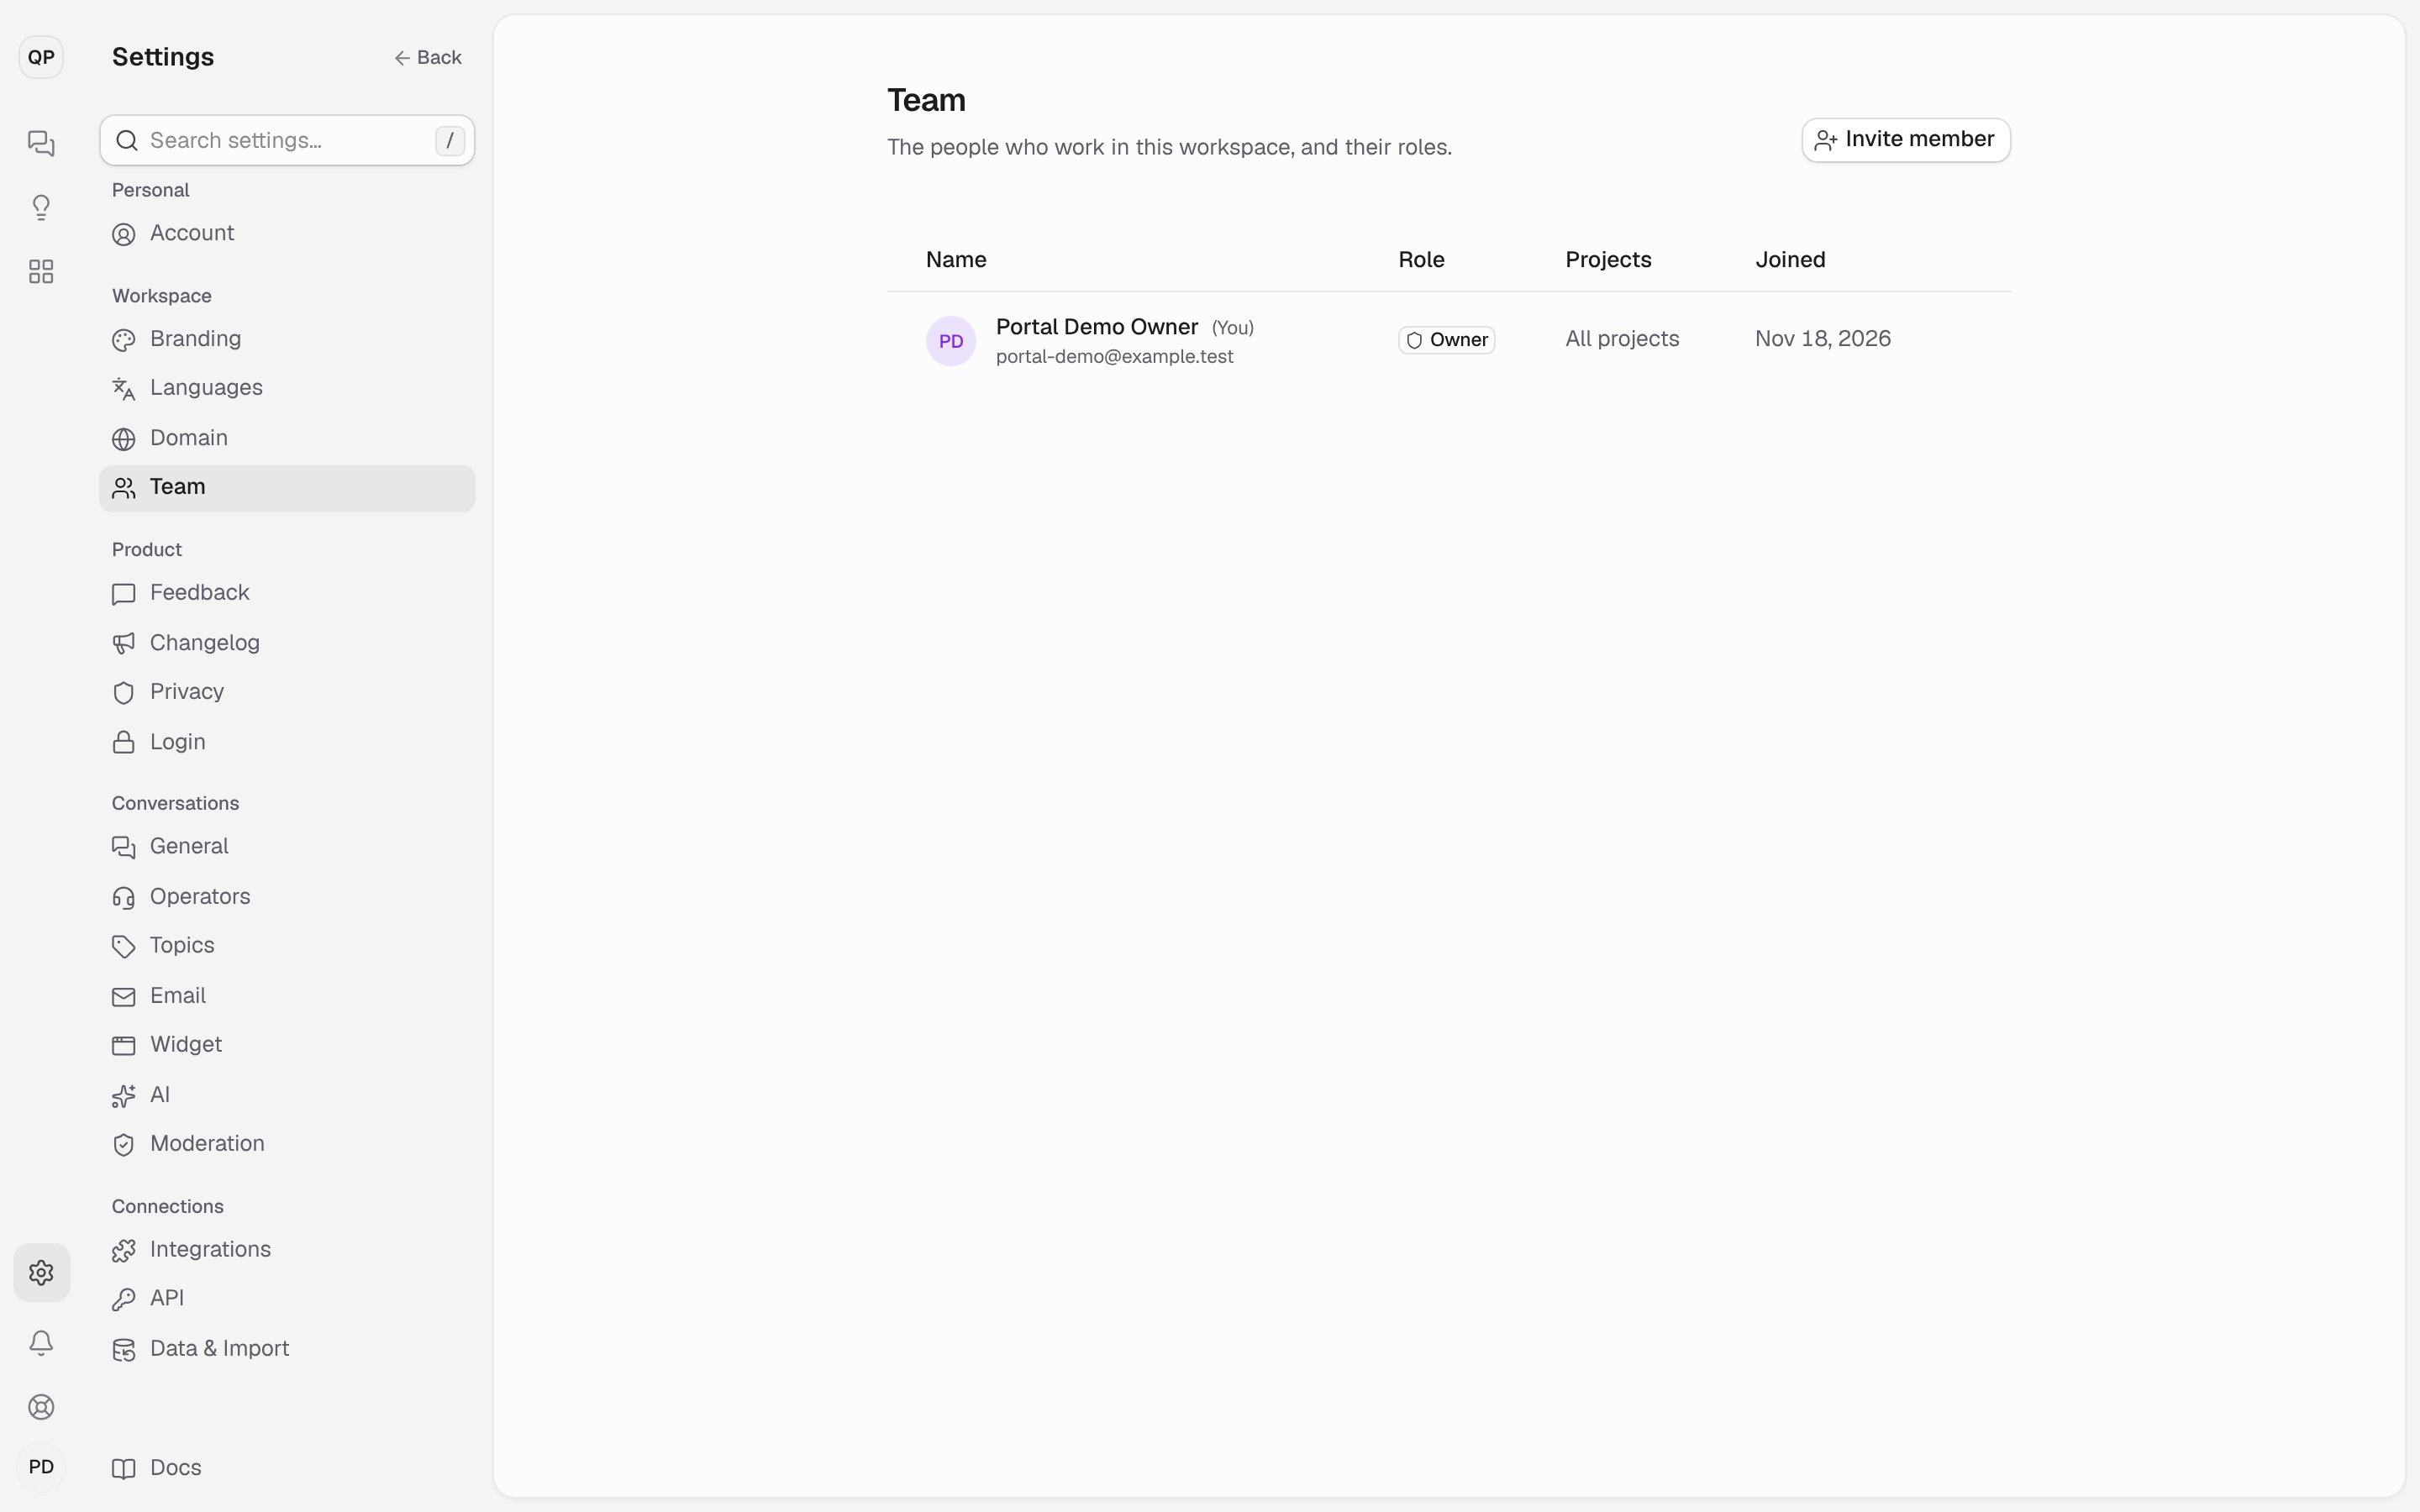 QP
Settings
Back
Search settings...
/
Personal
Account
Workspace
Branding
Languages
Domain
Team
Product
Feedback
Changelog
Privacy
Login
Conversations
General
Operators
Topics
Email
Widget
AI
Moderation
Connections
Integrations
API
Data & Import
PD
Docs
Team
The people who work in this workspace, and their roles.
Invite member
Name Role Projects Joined
PD Portal Demo Owner (You) Owner All projects Nov 18, 2026
portal-demo@example.test